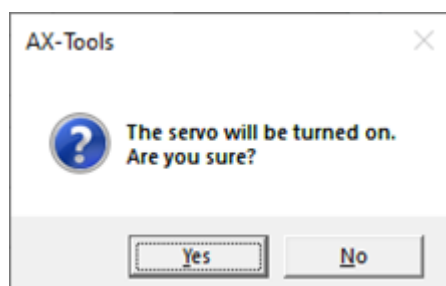 AX-Tools
The servo will be turned on.
Are you sure?
Yes
No